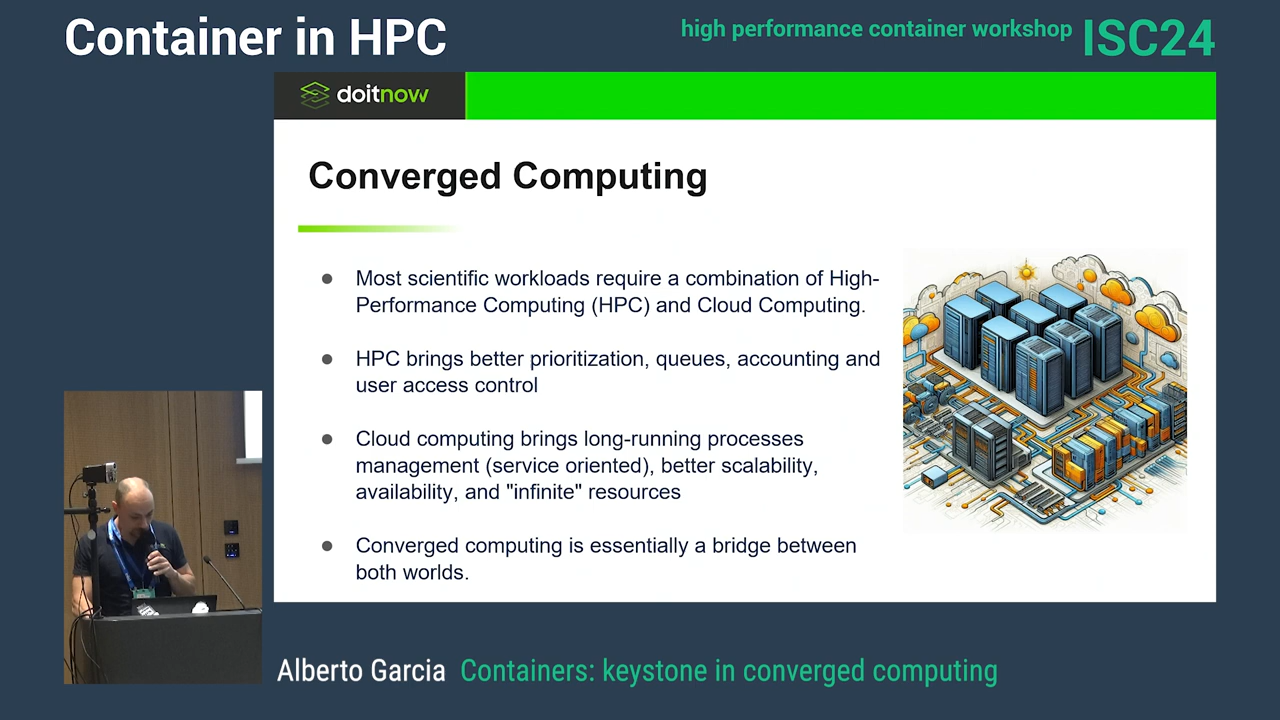 Container in HPC
high performance container workshop ISC24
doitnow
Converged Computing
● Most scientific workloads require a combination of High-
Performance Computing (HPC) and Cloud Computing.
● HPC brings better prioritization, queues, accounting and
user access control
● Cloud computing brings long-running processes
management (service oriented), better scalability,
availability, and "infinite" resources
● Converged computing is essentially a bridge between
both worlds.
Alberto Garcia Containers: keystone in converged computing